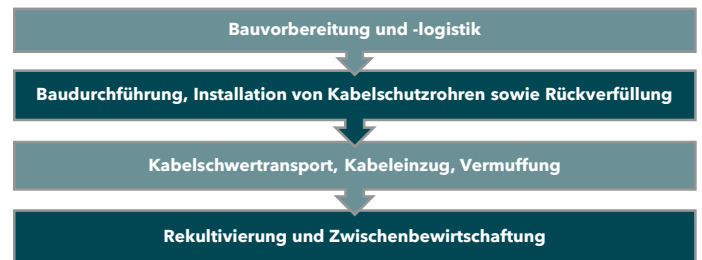 Bauvorbereitung und -logistik
Baudurchführung, Installation von Kabelschutzrohren sowie Rückverfüllung
Kabelschwertransport, Kabeleinzug, Vermuffung
Rekultivierung und Zwischenbewirtschaftung